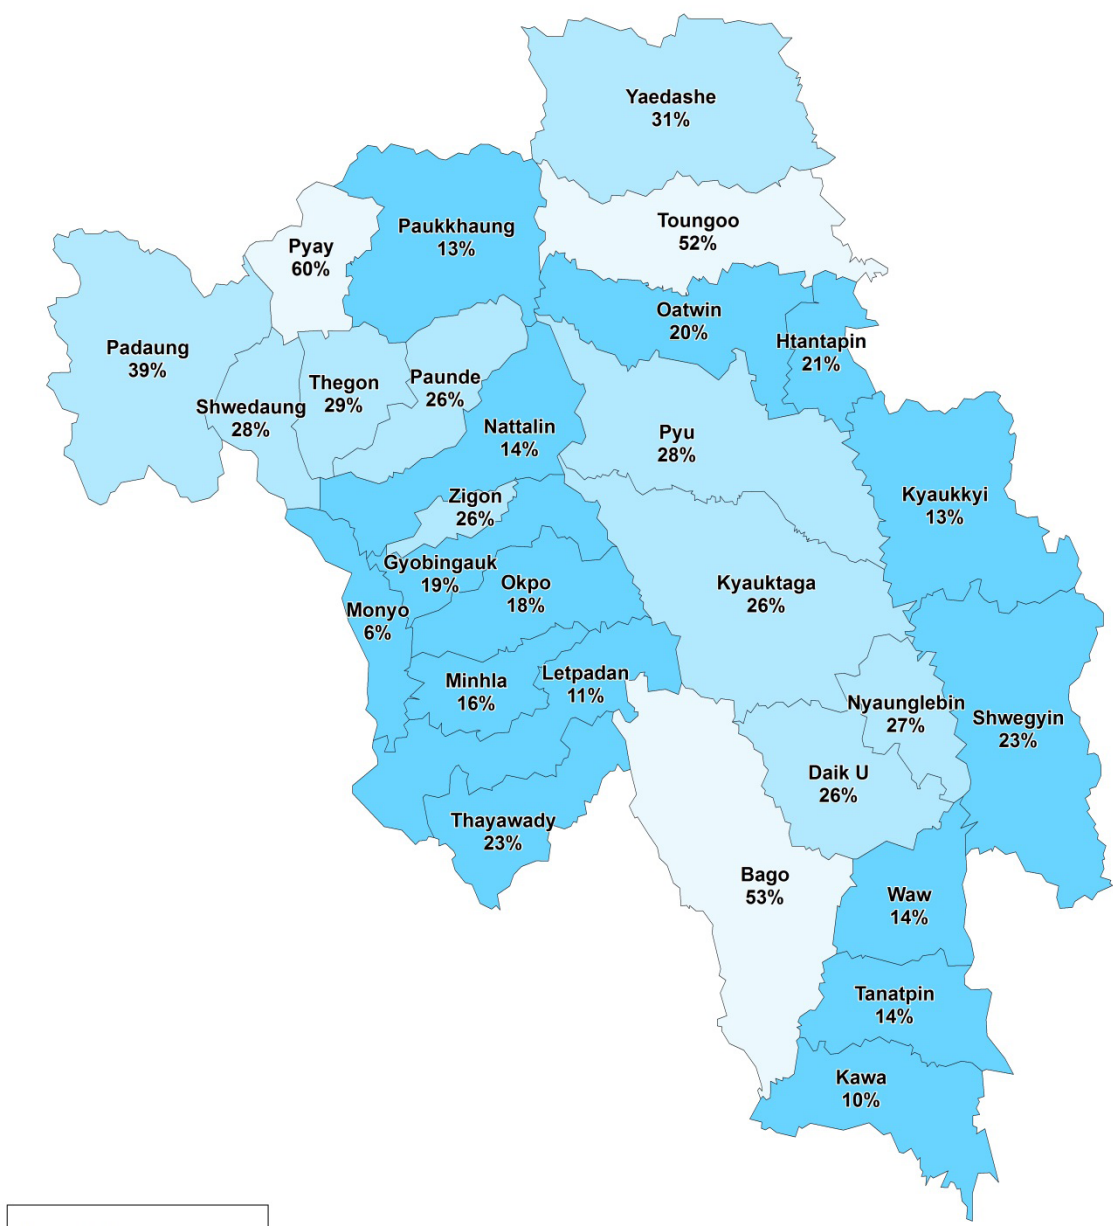 Yaedashe
31%
Toungoo
52%
Paukkhaung
13%
Pyay
60%
Oatwin
20%
Htantapin
21%
Padaung
39%
Thegon
29%
Paunde
26%
Shwedaung
28%
Nattalin
14%
Pyu
28%
Kyaukkyi
13%
Zigon
26%
Gyobingauk
19%
Okpo
18%
Kyauktaga
26%
Monyo
6%
Minhla
16%
Letpadan
11%
Nyaunglebin
27%
Shwegyin
23%
Daik U
26%
Thayawady
23%
Bago
53%
Waw
14%
Tanatpin
14%
Kawa
10%